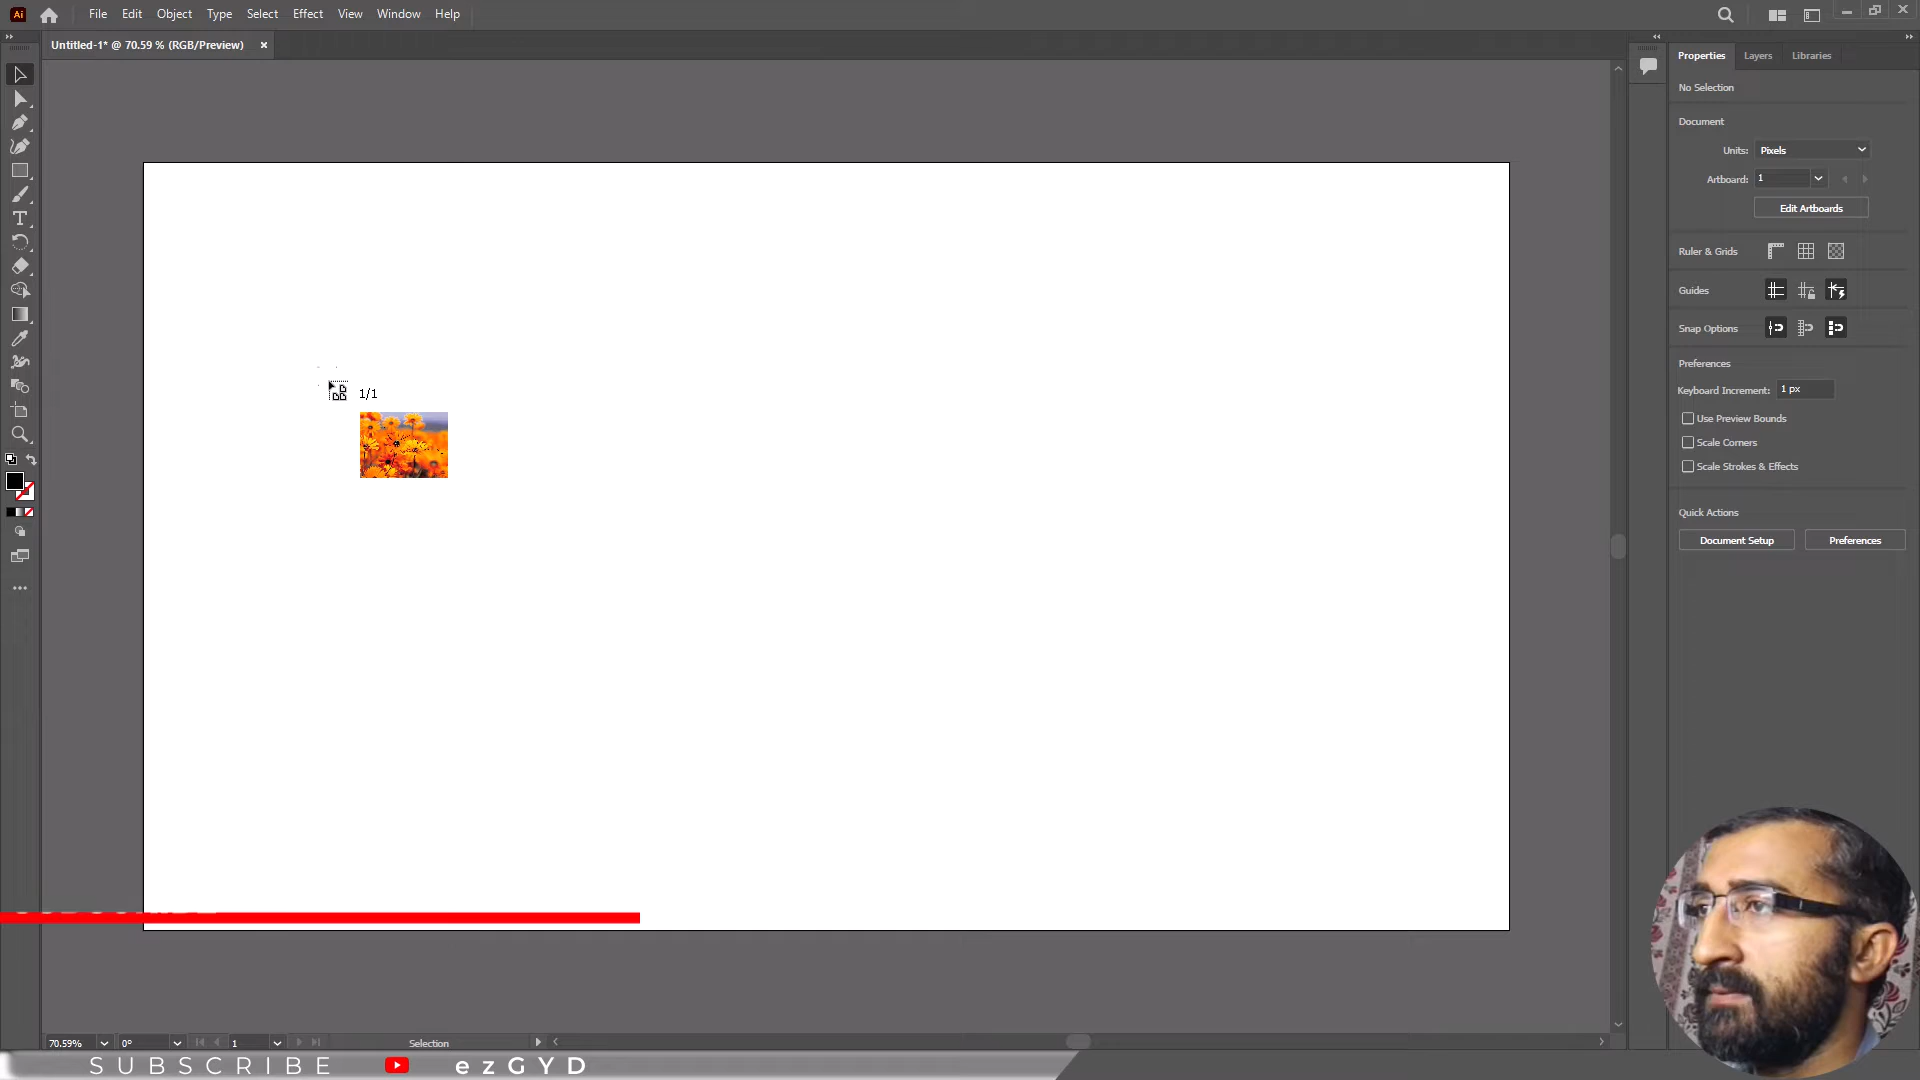 Ai
File Edit Object Type Select Effect View Window Help
Untitled-1* @ 70.59 % (RGB/Preview) ×
Properties Layers Libraries
No Selection
Document
Units: Pixels
Artboard: 1
Edit Artboards
Ruler & Grids
Guides
Snap Options
Preferences
Keyboard Increment: 1 px
Use Preview Bounds
Scale Corners
Scale Strokes & Effects
Quick Actions
Document Setup Preferences
1/1
70.59% 0° 1 Selection
SUBSCRIBE ezGYD